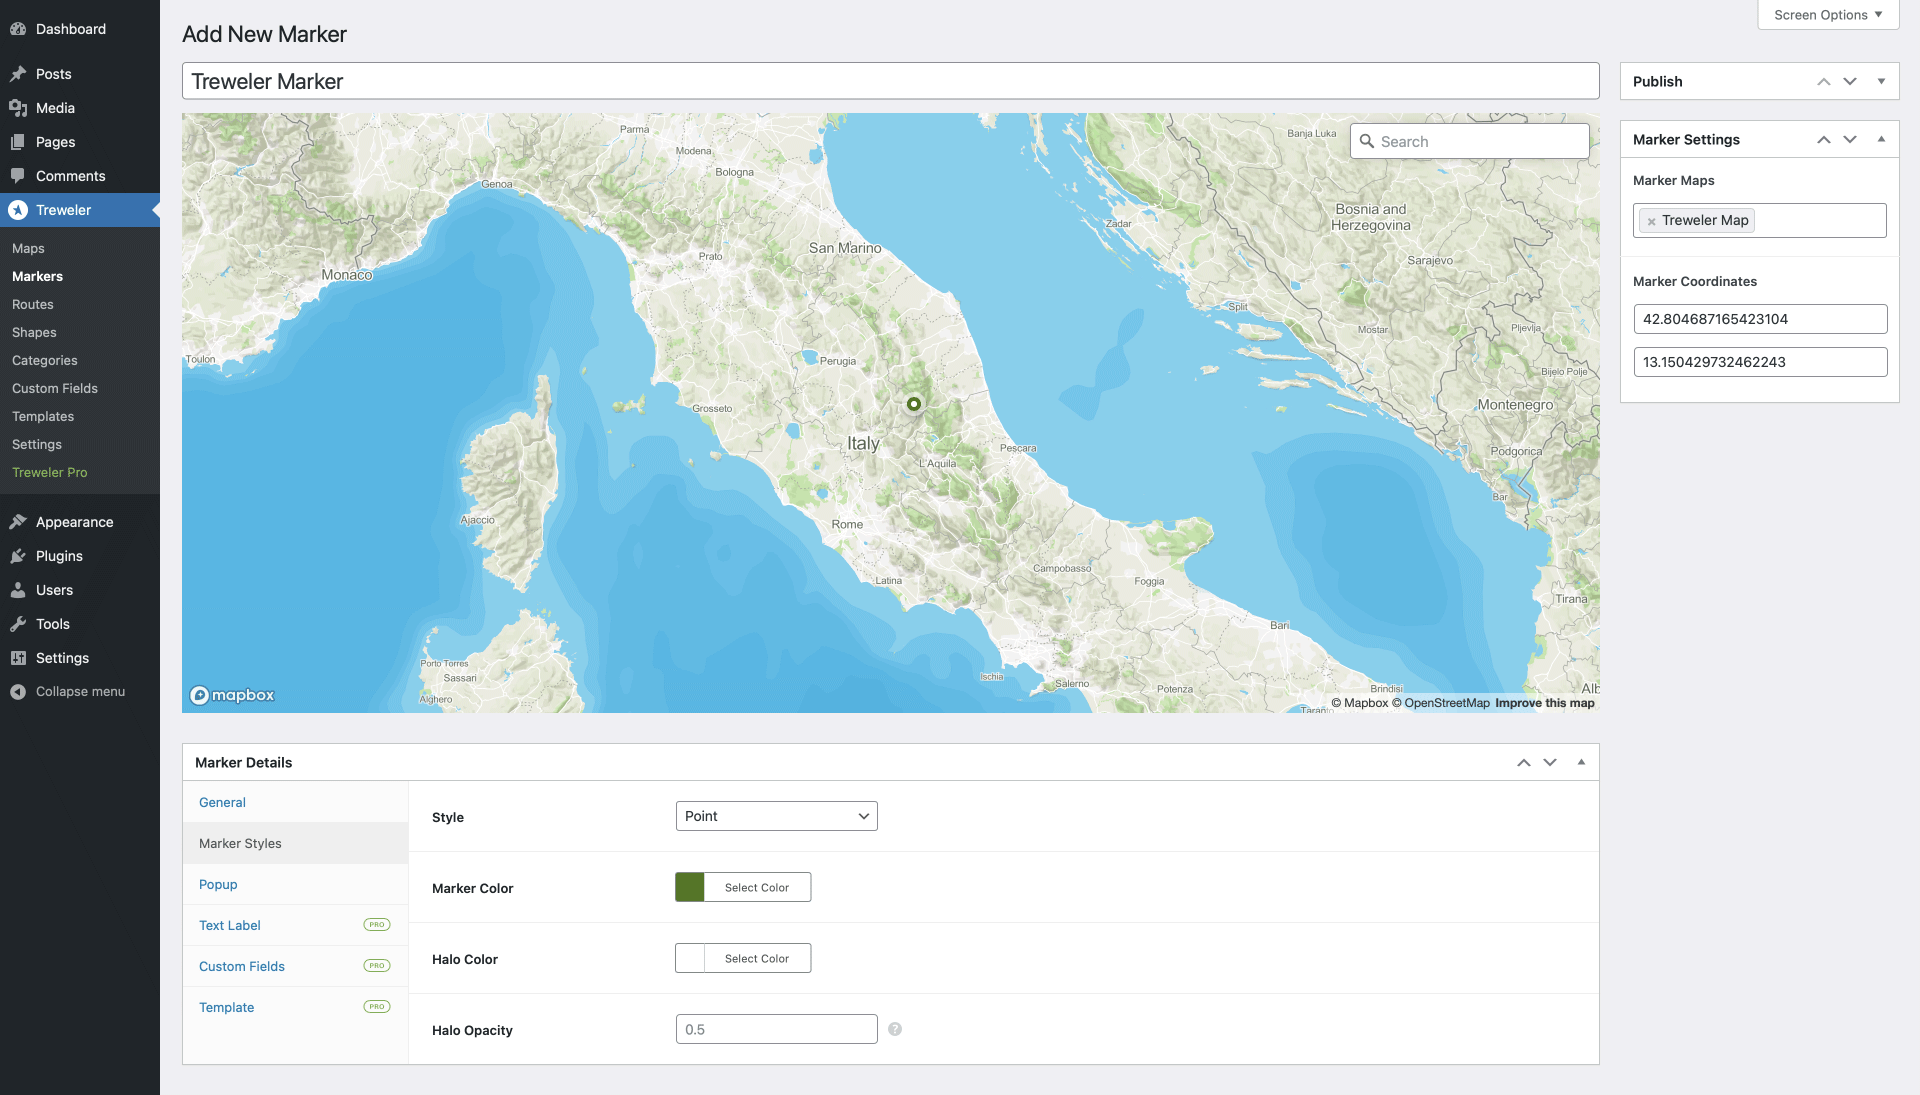 Dashboard
Posts
Media
Pages
Comments
Treweler
Maps
Markers
Routes
Shapes
Categories
Custom Fields
Templates
Settings
Treweler Pro
Appearance
Plugins
Users
Tools
Settings
Collapse menu
Screen Options
Add New Marker
Treweler Marker
Search
Parma
Modena
Bologna
Genoa
Banja Luka
Bosnia and
Herzegovina
Zadar
San Marino
Prato
Monaco
Sarajevo
Split
Mostar
Pljevlja
Toulon
Perugia
Bijelo Polje
Grosseto
Montenegro
Italy
L'Aquila
Pescara
Podgorica
Bar
Ajaccio
Rome
Campobasso
Foggia
Latina
Tirana
Bari
Porto Torres
Sassari
Alghero
Ischia
Salerno
Potenza
Brindisi
Alb
Taranto
mapbox
© Mapbox © OpenStreetMap Improve this map
Marker Details
General
Marker Styles
Popup
Text Label PRO
Custom Fields PRO
Template PRO
Style
Point
Marker Color
Select Color
Halo Color
Select Color
Halo Opacity
0.5
?
Publish
Marker Settings
Marker Maps
× Treweler Map
Marker Coordinates
42.804687165423104
13.150429732462243